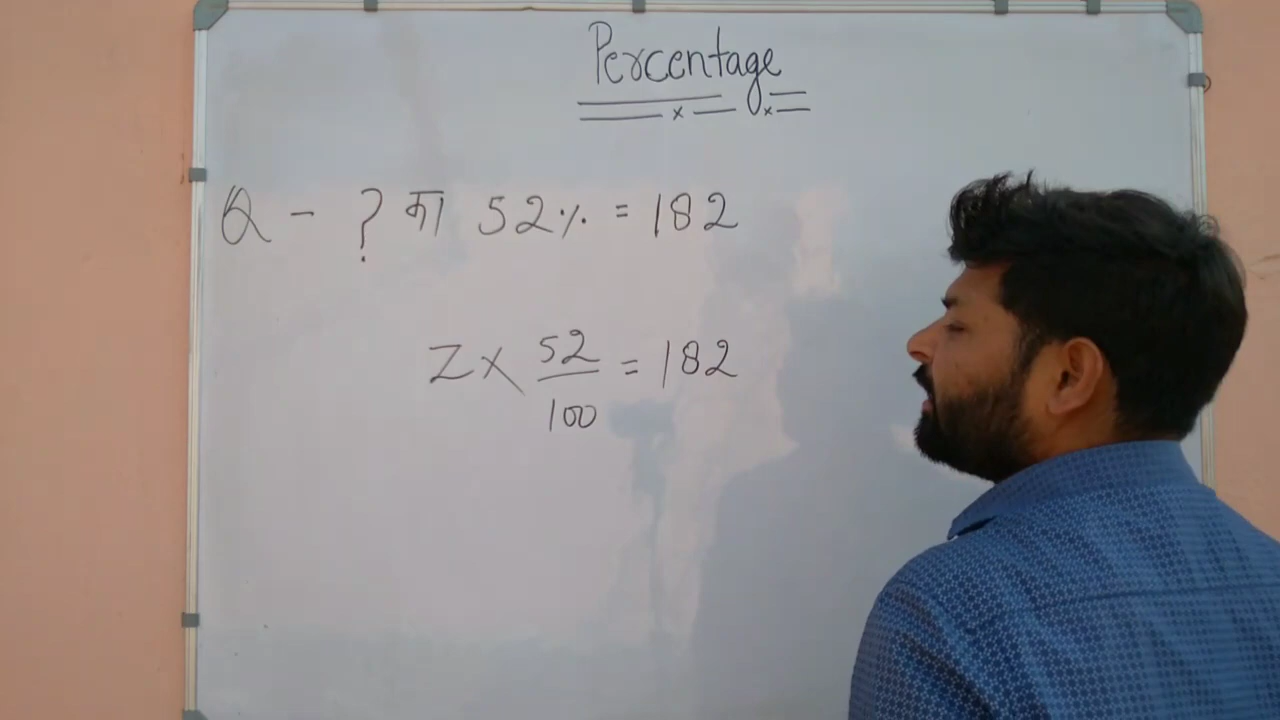 Percentage
Q - ? का 52% = 182
Z × 52/100 = 182